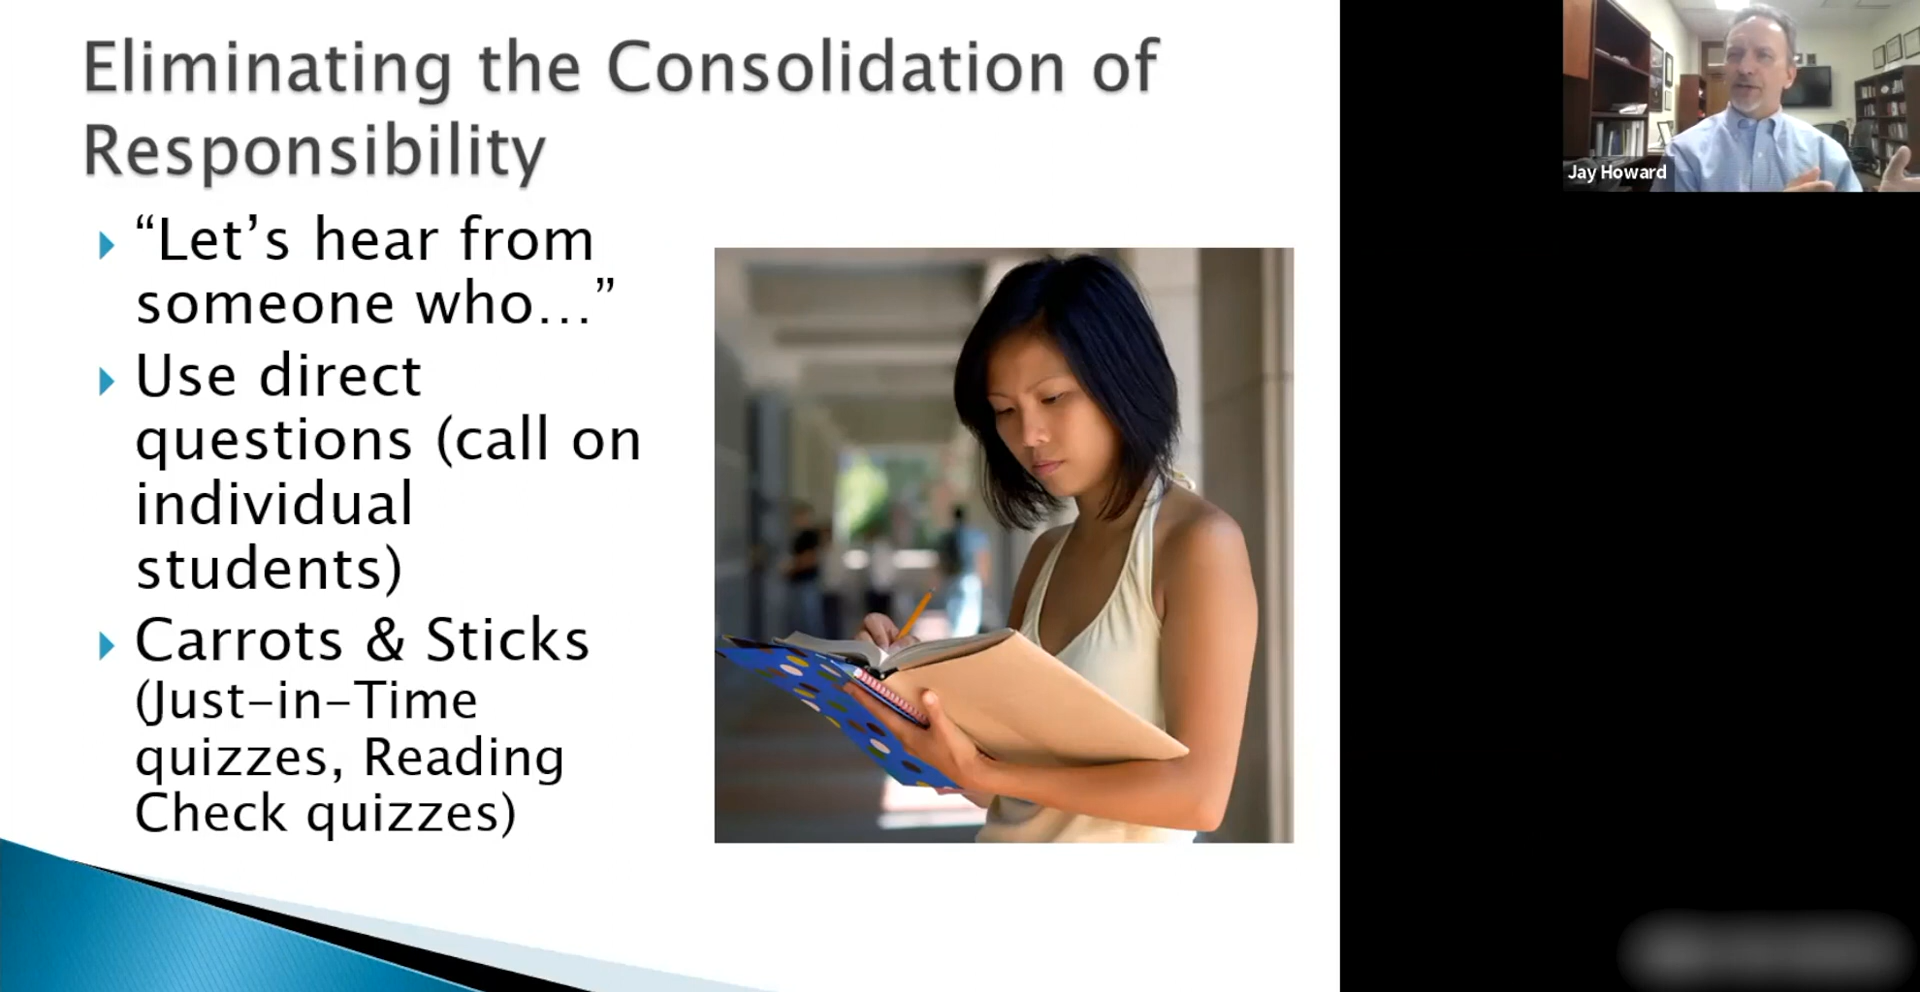 Eliminating the Consolidation of
Responsibility
“Let’s hear from
someone who...”
Use direct
questions (call on
individual
students)
Carrots & Sticks
(Just-in-Time
quizzes, Reading
Check quizzes)
Jay Howard